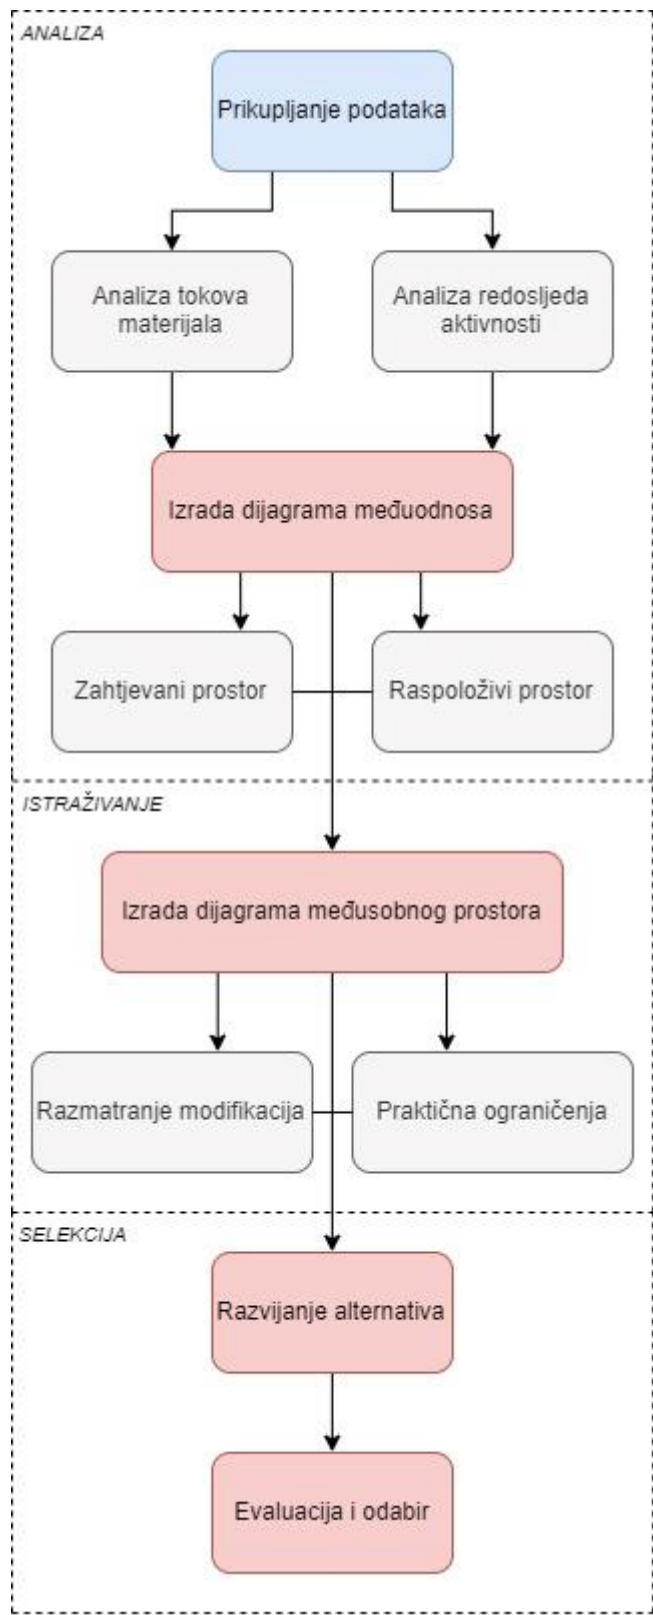 ANALIZA
Prikupljanje podataka
Analiza tokova
materijala
Analiza redosljeda
aktivnosti
Izrada dijagrama međuodnosa
Zahtjevani prostor
Raspoloživi prostor
ISTRAŽIVANJE
Izrada dijagrama međusobnog prostora
Razmatranje modifikacija
Praktična ograničenja
SELEKCIJA
Razvijanje alternativa
Evaluacija i odabir